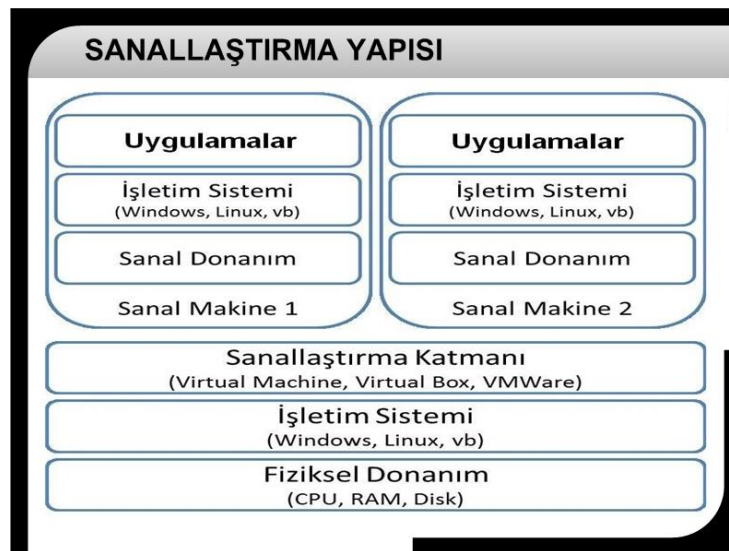 SANALLAŞTIRMA YAPISI
Uygulamalar
İşletim Sistemi
(Windows, Linux, vb)
Sanal Donanım
Sanal Makine 1
Uygulamalar
İşletim Sistemi
(Windows, Linux, vb)
Sanal Donanım
Sanal Makine 2
Sanallaştırma Katmanı
(Virtual Machine, Virtual Box, VMWare)
İşletim Sistemi
(Windows, Linux, vb)
Fiziksel Donanım
(CPU, RAM, Disk)